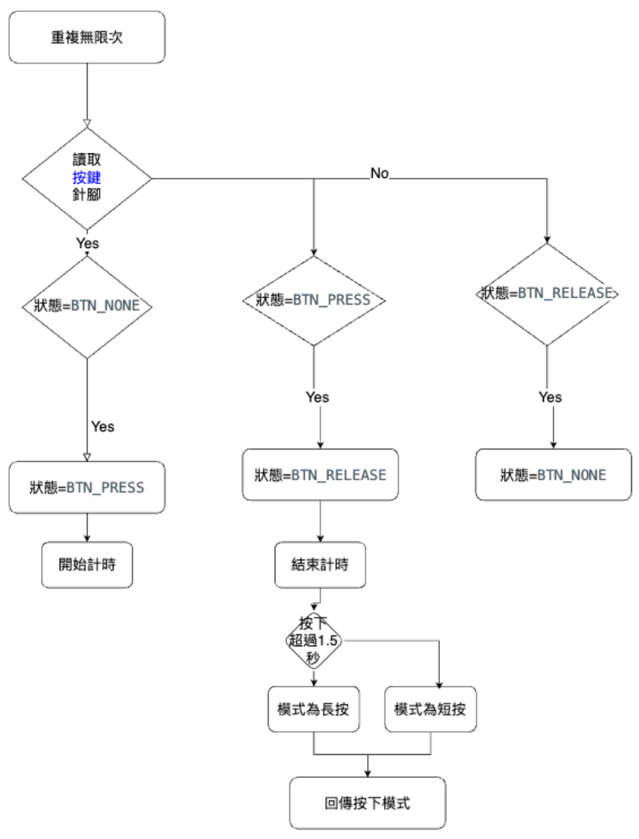 重複無限次
讀取
按鍵
針腳
No
Yes
狀態=BTN_NONE
狀態=BTN_PRESS
狀態=BTN_RELEASE
Yes
Yes
Yes
狀態=BTN_PRESS
狀態=BTN_RELEASE
狀態=BTN_NONE
開始計時
結束計時
按下
超過1.5
秒
模式為長按
模式為短按
回傳按下模式